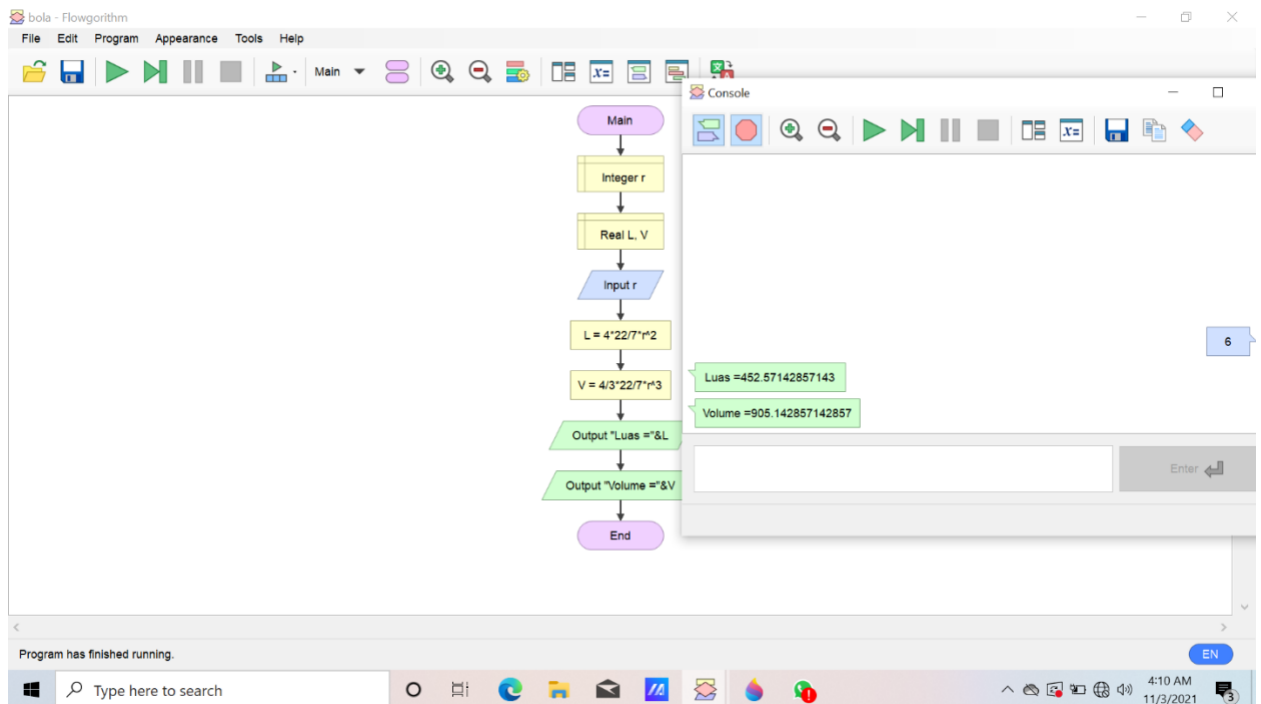 bola - Flowgorithm
File Edit Program Appearance Tools Help
Main
Console
x=
x=
Main
Integer r
Real L, V
Input r
L = 4*22/7*r^2
V = 4/3*22/7*r^3
Output "Luas ="&L
Output "Volume ="&V
End
6
Luas =452.57142857143
Volume =905.142857142857
Enter
Program has finished running.
EN
Type here to search
4:10 AM
11/3/2021
3